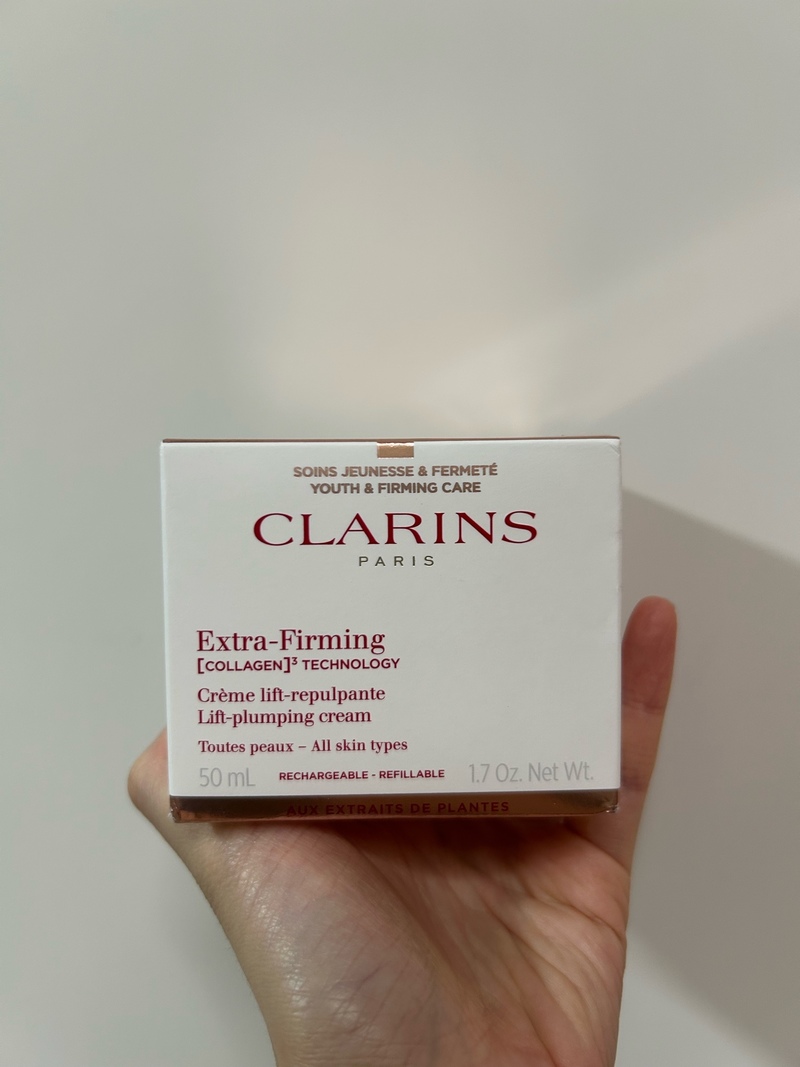 SOINS JEUNESSE & FERMETÉ
YOUTH & FIRMING CARE
CLARINS
PARIS
Extra-Firming
[COLLAGEN]³ TECHNOLOGY
Crème lift-repulpante
Lift-plumping cream
Toutes peaux – All skin types
50 mL RECHARGEABLE - REFILLABLE 1.7 Oz. Net Wt.
AUX EXTRAITS DE PLANTES